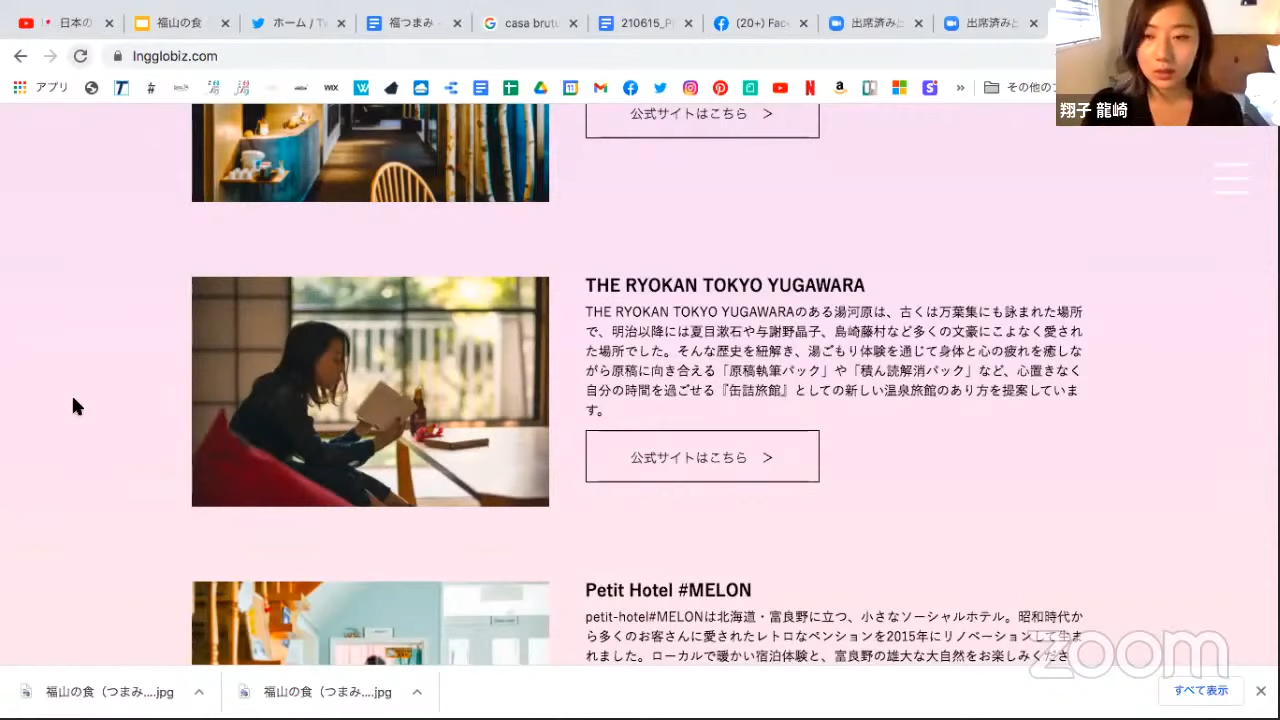 日本の
福山の食
ホーム / Tw
福つまみ -
casa brutu
210615_P
(20+) Fac
出席済み
出席済み
lngglobiz.com
アプリ
WIX
その他の
翔子 龍崎
公式サイトはこちら >
THE RYOKAN TOKYO YUGAWARA
THE RYOKAN TOKYO YUGAWARAのある湯河原は、古くは万葉集にも詠まれた場所
で、明治以降には夏目漱石や与謝野晶子、島崎藤村など多くの文豪にこよなく愛され
た場所でした。そんな歴史を紐解き、湯ごもり体験を通じて身体と心の疲れを癒しな
がら原稿に向き合える「原稿執筆パック」や「積ん読解消パック」など、心置きなく
自分の時間を過ごせる『缶詰旅館』としての新しい温泉旅館のあり方を提案していま
す。
公式サイトはこちら >
Petit Hotel #MELON
petit-hotel#MELONは北海道・富良野に立つ、小さなソーシャルホテル。昭和時代か
ら多くのお客さんに愛されたレトロなペンションを2015年にリノベーションして生ま
れました。ローカルで暖かい宿泊体験と、富良野の雄大な大自然をお楽しみくださ
zoom
福山の食（つまみ....jpg
福山の食（つまみ....jpg
すべて表示